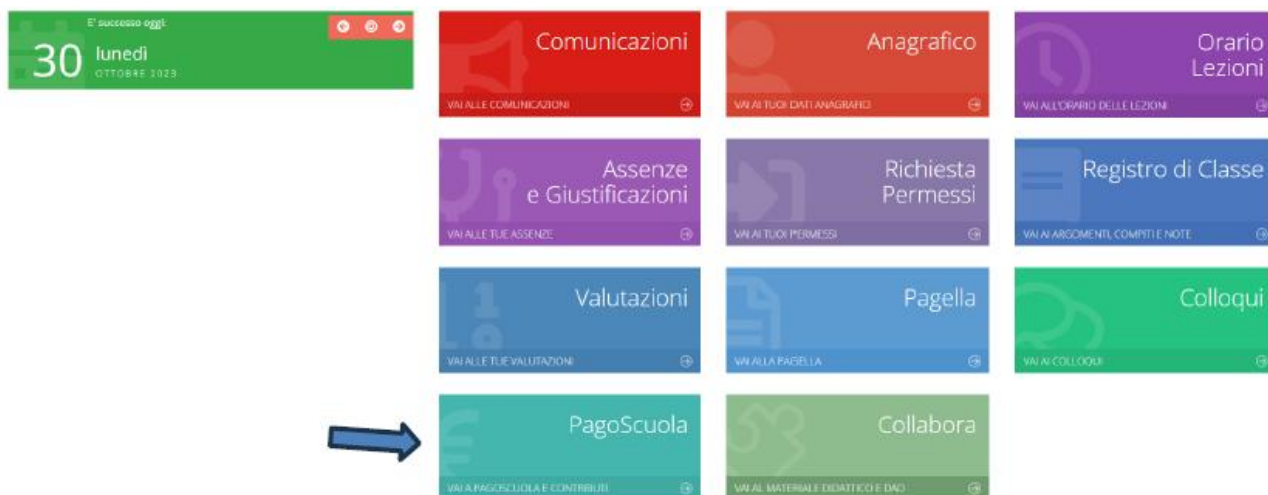 E' successo oggi:
30
lunedì
OTTOBRE 2023
Comunicazioni
VAI ALLE COMUNICAZIONI
Anagrafico
VAI AI TUOI DATI ANAGRAFICI
Orario
Lezioni
VAI ALL'ORARIO DELLE LEZIONI
Assenze
e Giustificazioni
VAI ALLE TUE ASSENZE
Richiesta
Permessi
VAI AI TUOI PERMESSI
Registro di Classe
VAI AI ARGOMENTI, COMPITI E NOTE
Valutazioni
VAI ALLE TUE VALUTAZIONI
Pagella
VAI ALLA PAGELLA
Colloqui
VAI AI COLLOQUI
PagoScuola
VAI A PAGOSCUOLA E CONTRIBUTI
Collabora
VAI AL MATERIALE DIDATTICO E DAD